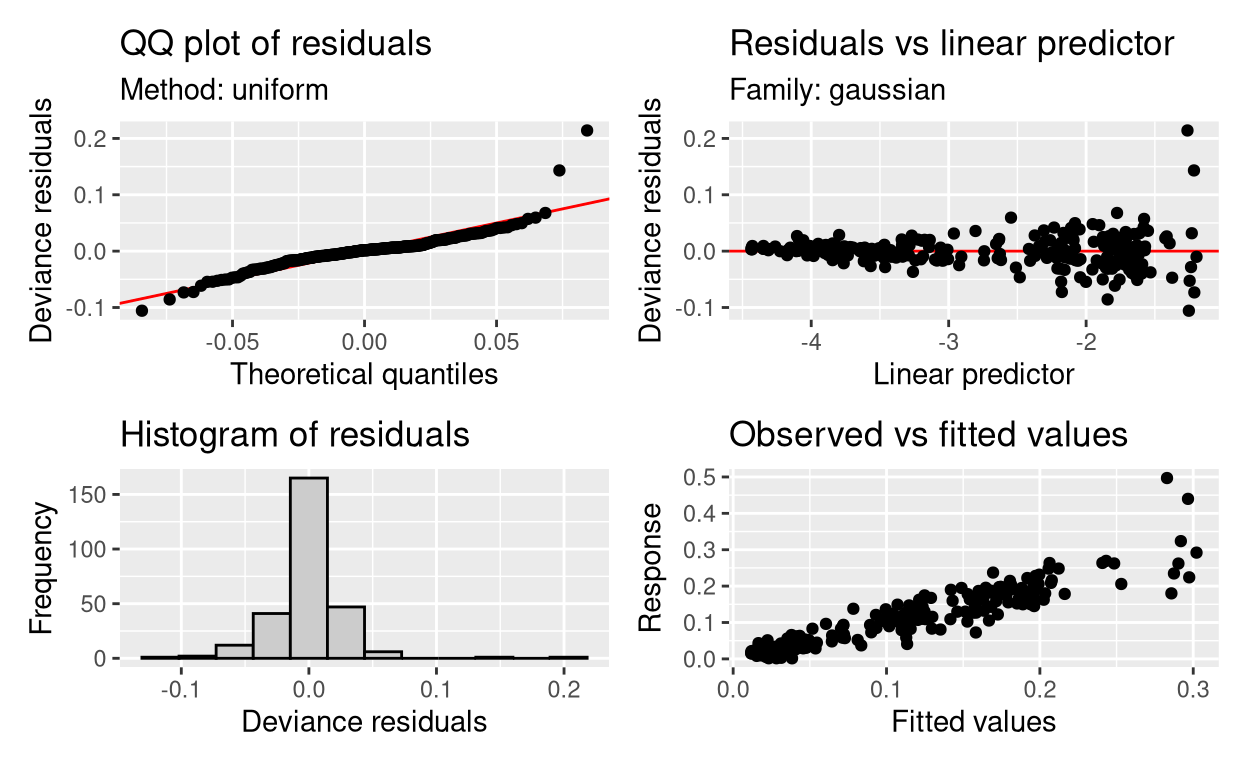 QQ plot of residuals
Method: uniform
Deviance residuals
0.2
0.1
0.0
-0.1
-0.05
0.00
0.05
Theoretical quantiles
Residuals vs linear predictor
Family: gaussian
Deviance residuals
0.2
0.1
0.0
-0.1
-4
-3
-2
Linear predictor
Histogram of residuals
Frequency
150
100
50
0
-0.1
0.0
0.1
0.2
Deviance residuals
Observed vs fitted values
Response
0.5
0.4
0.3
0.2
0.1
0.0
0.0
0.1
0.2
0.3
Fitted values